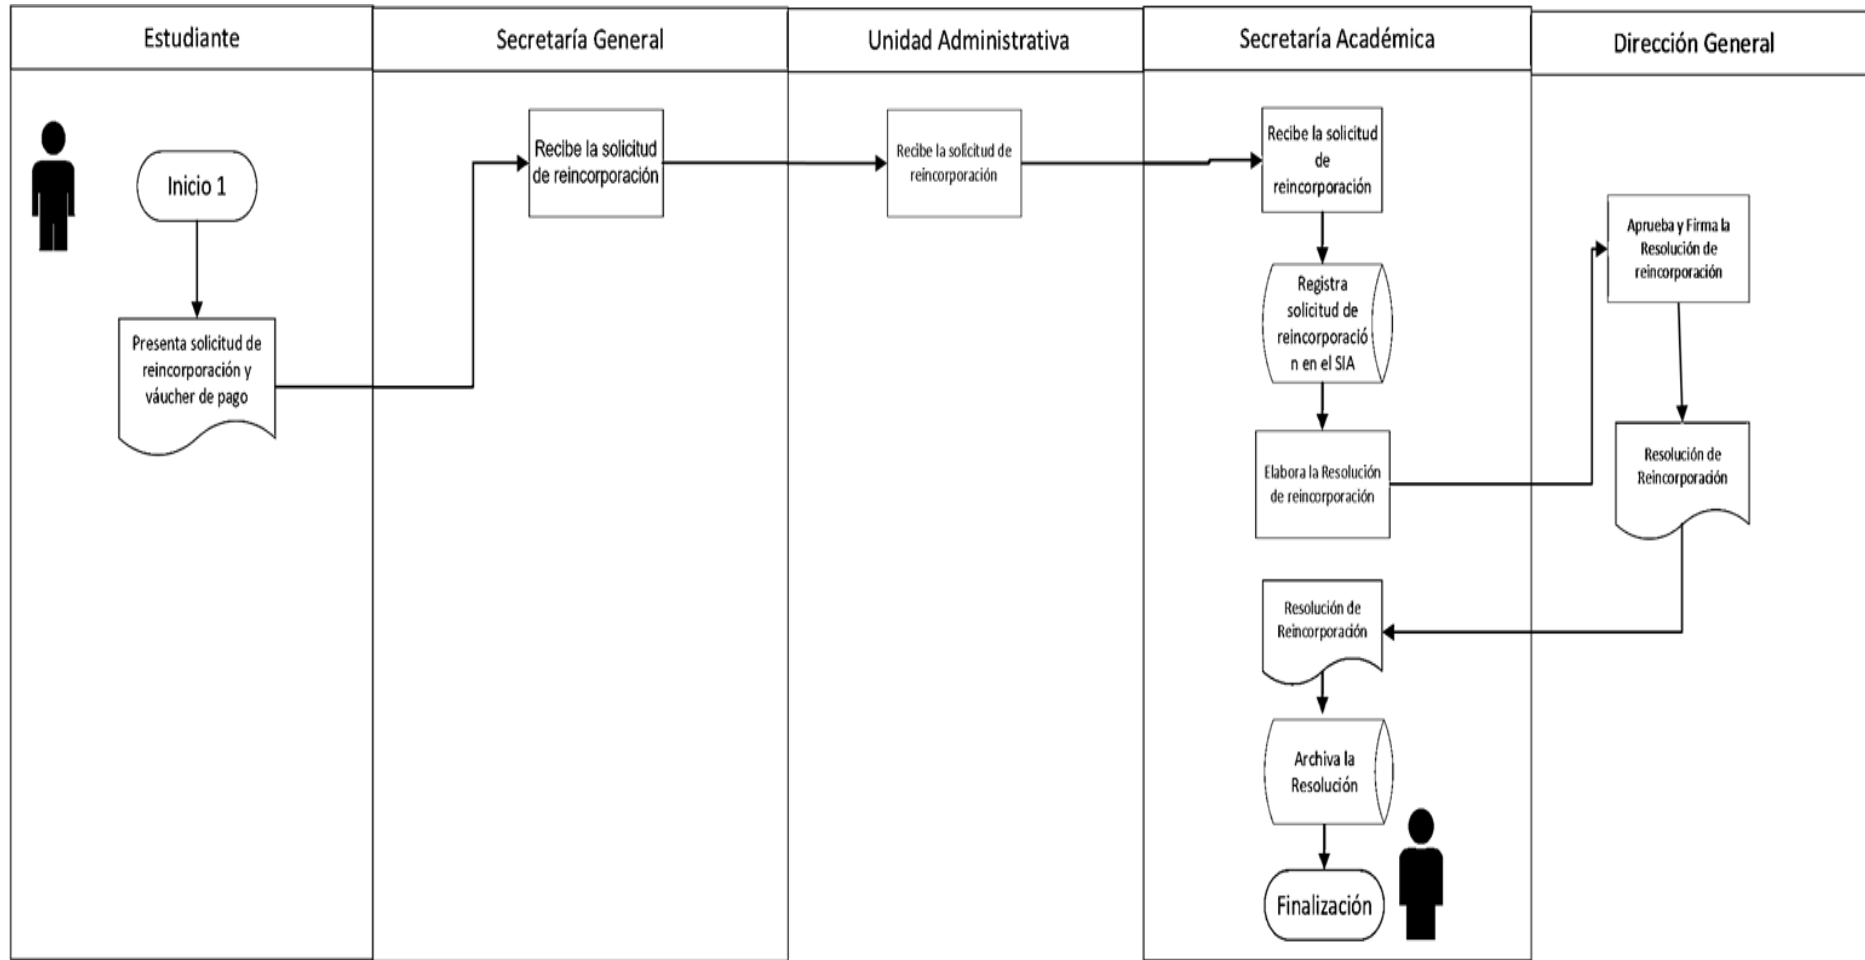 Estudiante
Secretaría General
Unidad Administrativa
Secretaría Académica
Dirección General
Inicio 1
Presenta solicitud de
reincorporación y
váucher de pago
Recibe la solicitud
de reincorporación
Recibe la solicitud de
reincorporación
Recibe la solicitud
de
reincorporación
Registra
solicitud de
reincorporació
n en el SIA
Elabora la Resolución
de reincorporación
Aprueba y Firma la
Resolución de
reincorporación
Resolución de
Reincorporación
Resolución de
Reincorporación
Archiva la
Resolución
Finalización